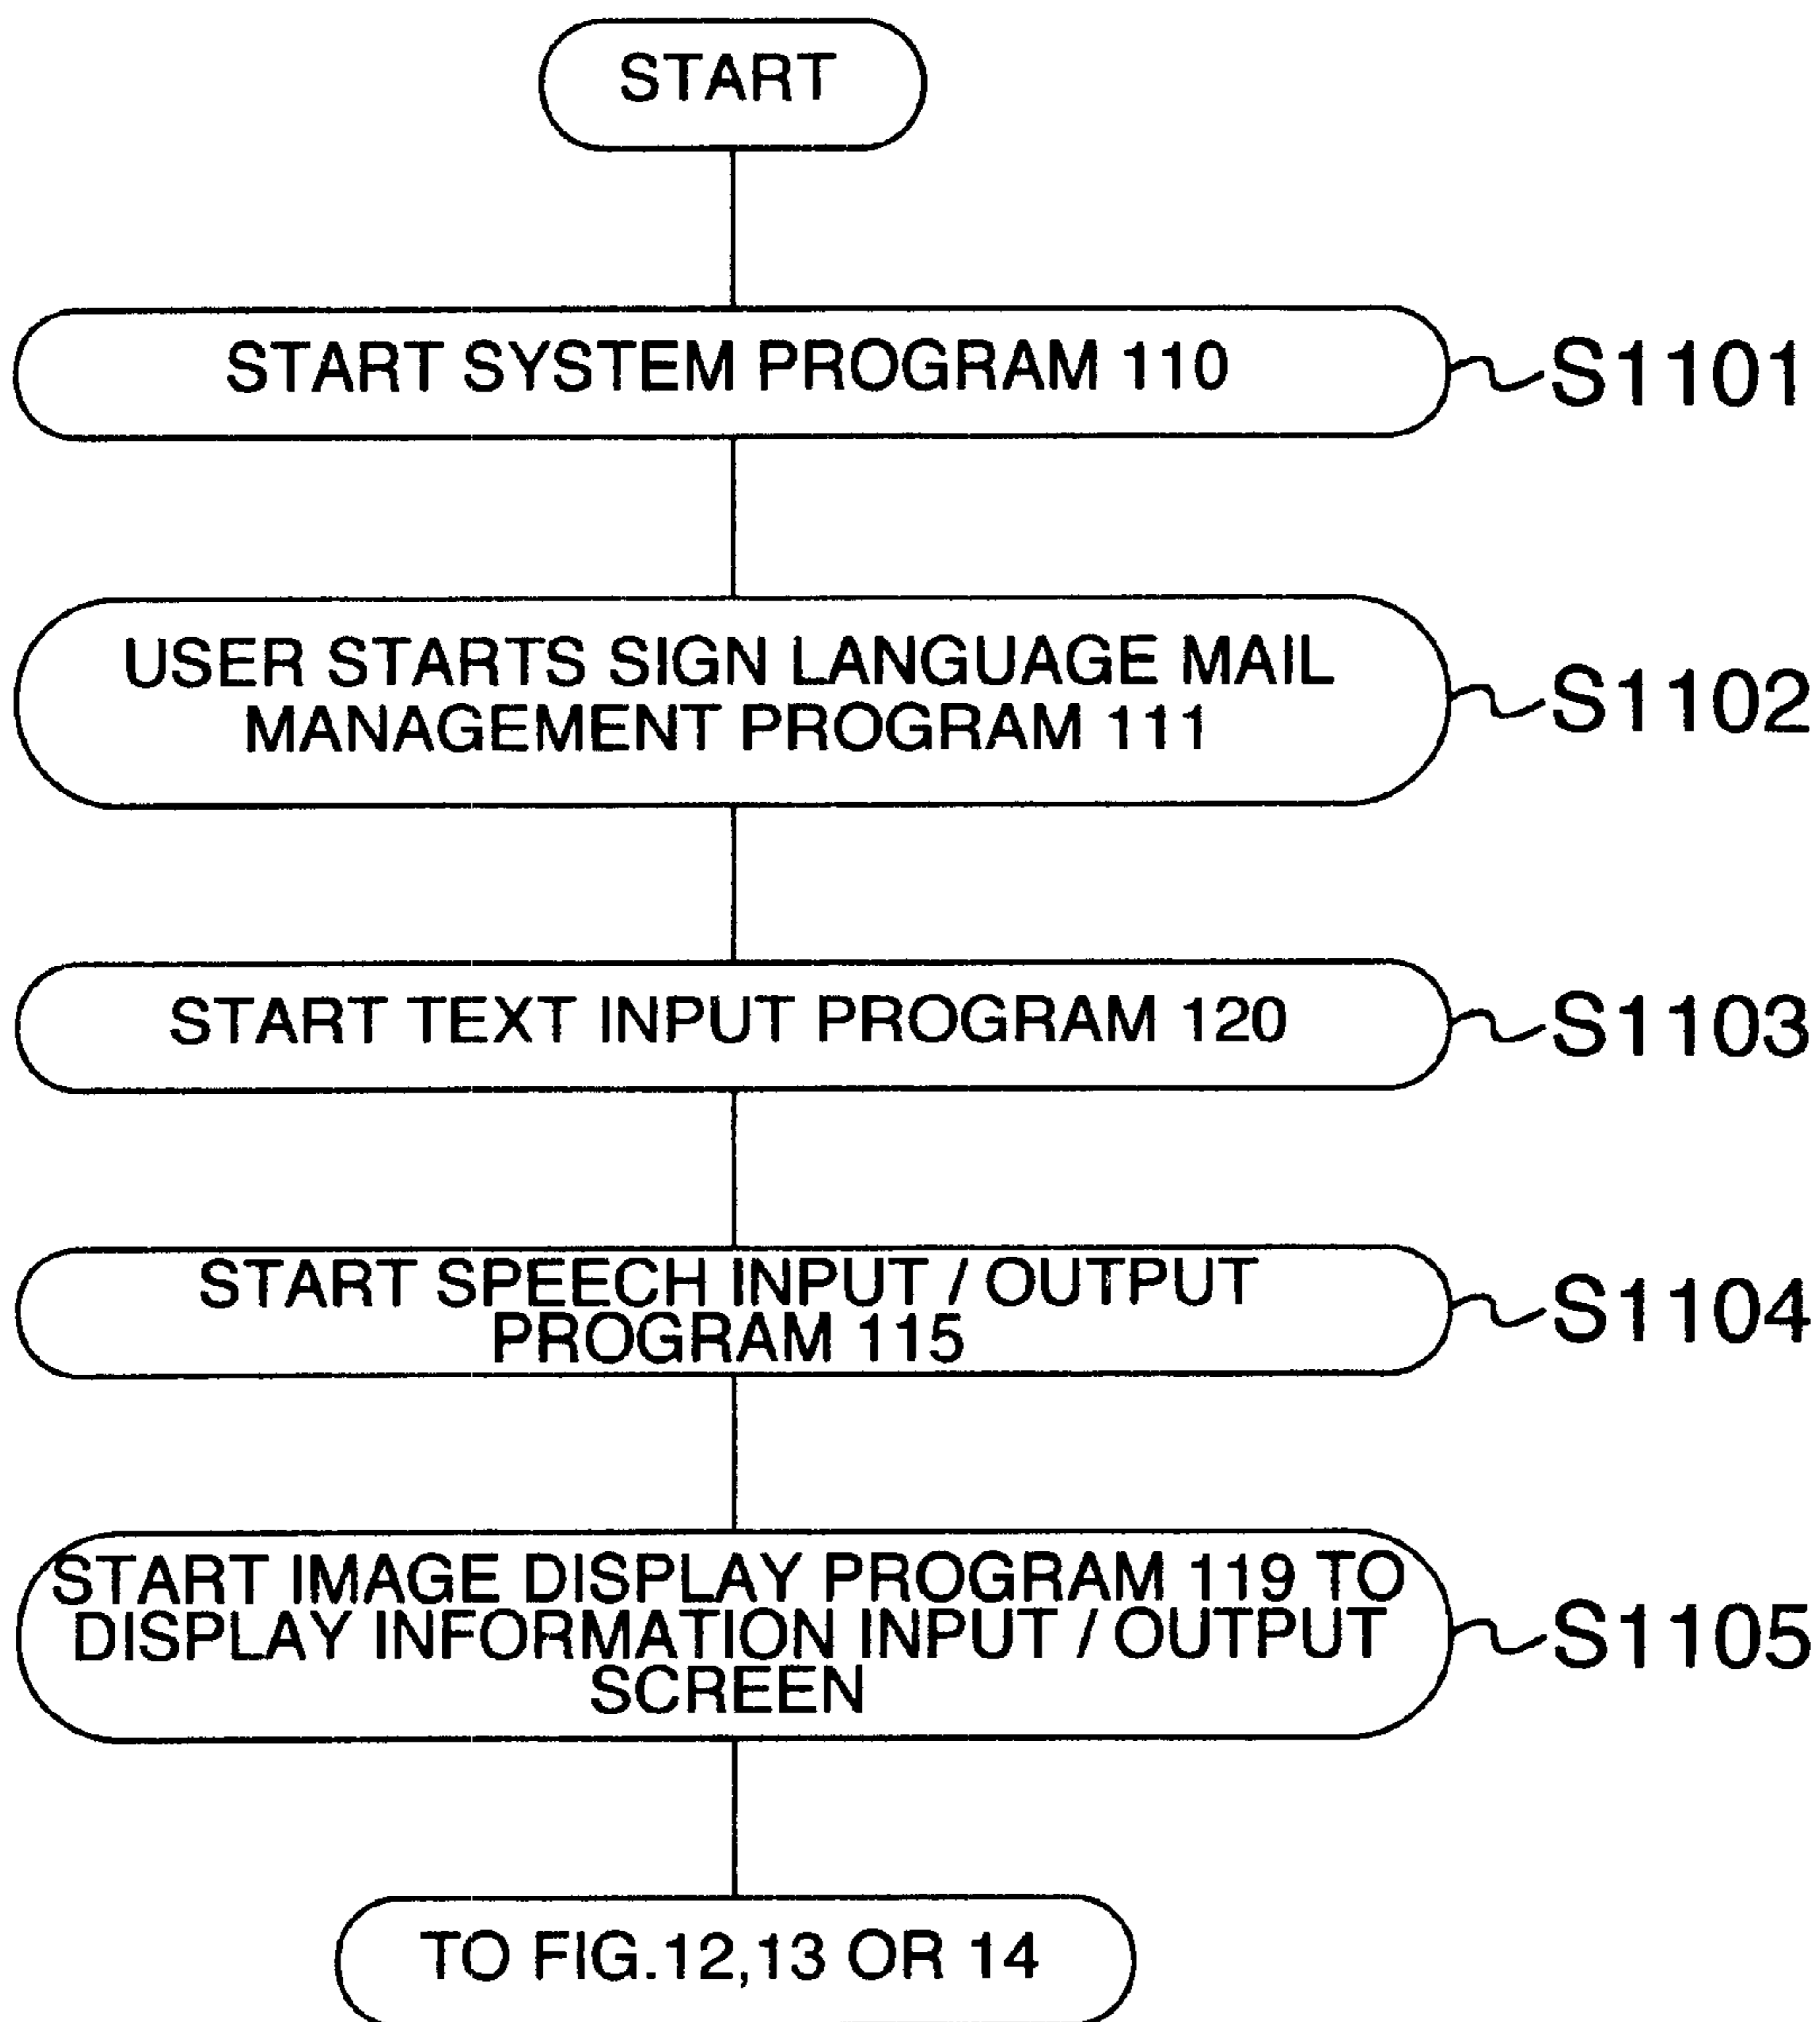 START
START SYSTEM PROGRAM 110
S1101
USER STARTS SIGN LANGUAGE MAIL
MANAGEMENT PROGRAM 111
S1102
START TEXT INPUT PROGRAM 120
S1103
START SPEECH INPUT / OUTPUT
PROGRAM 115
S1104
START IMAGE DISPLAY PROGRAM 119 TO
DISPLAY INFORMATION INPUT / OUTPUT
SCREEN
S1105
TO FIG.12,13 OR 14